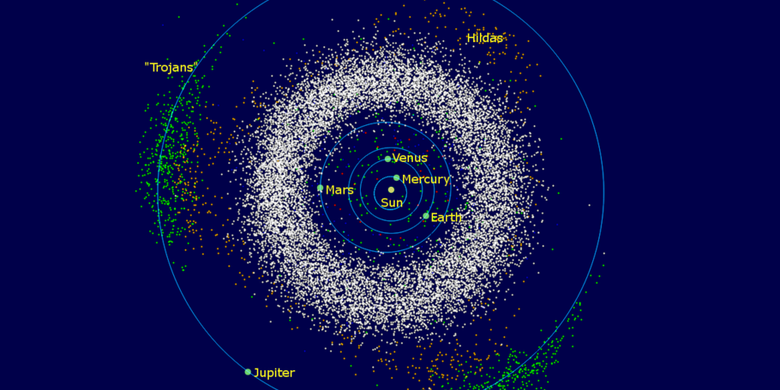 Hildas
"Trojans"
Venus
Mercury
Mars
Sun
Earth
Jupiter